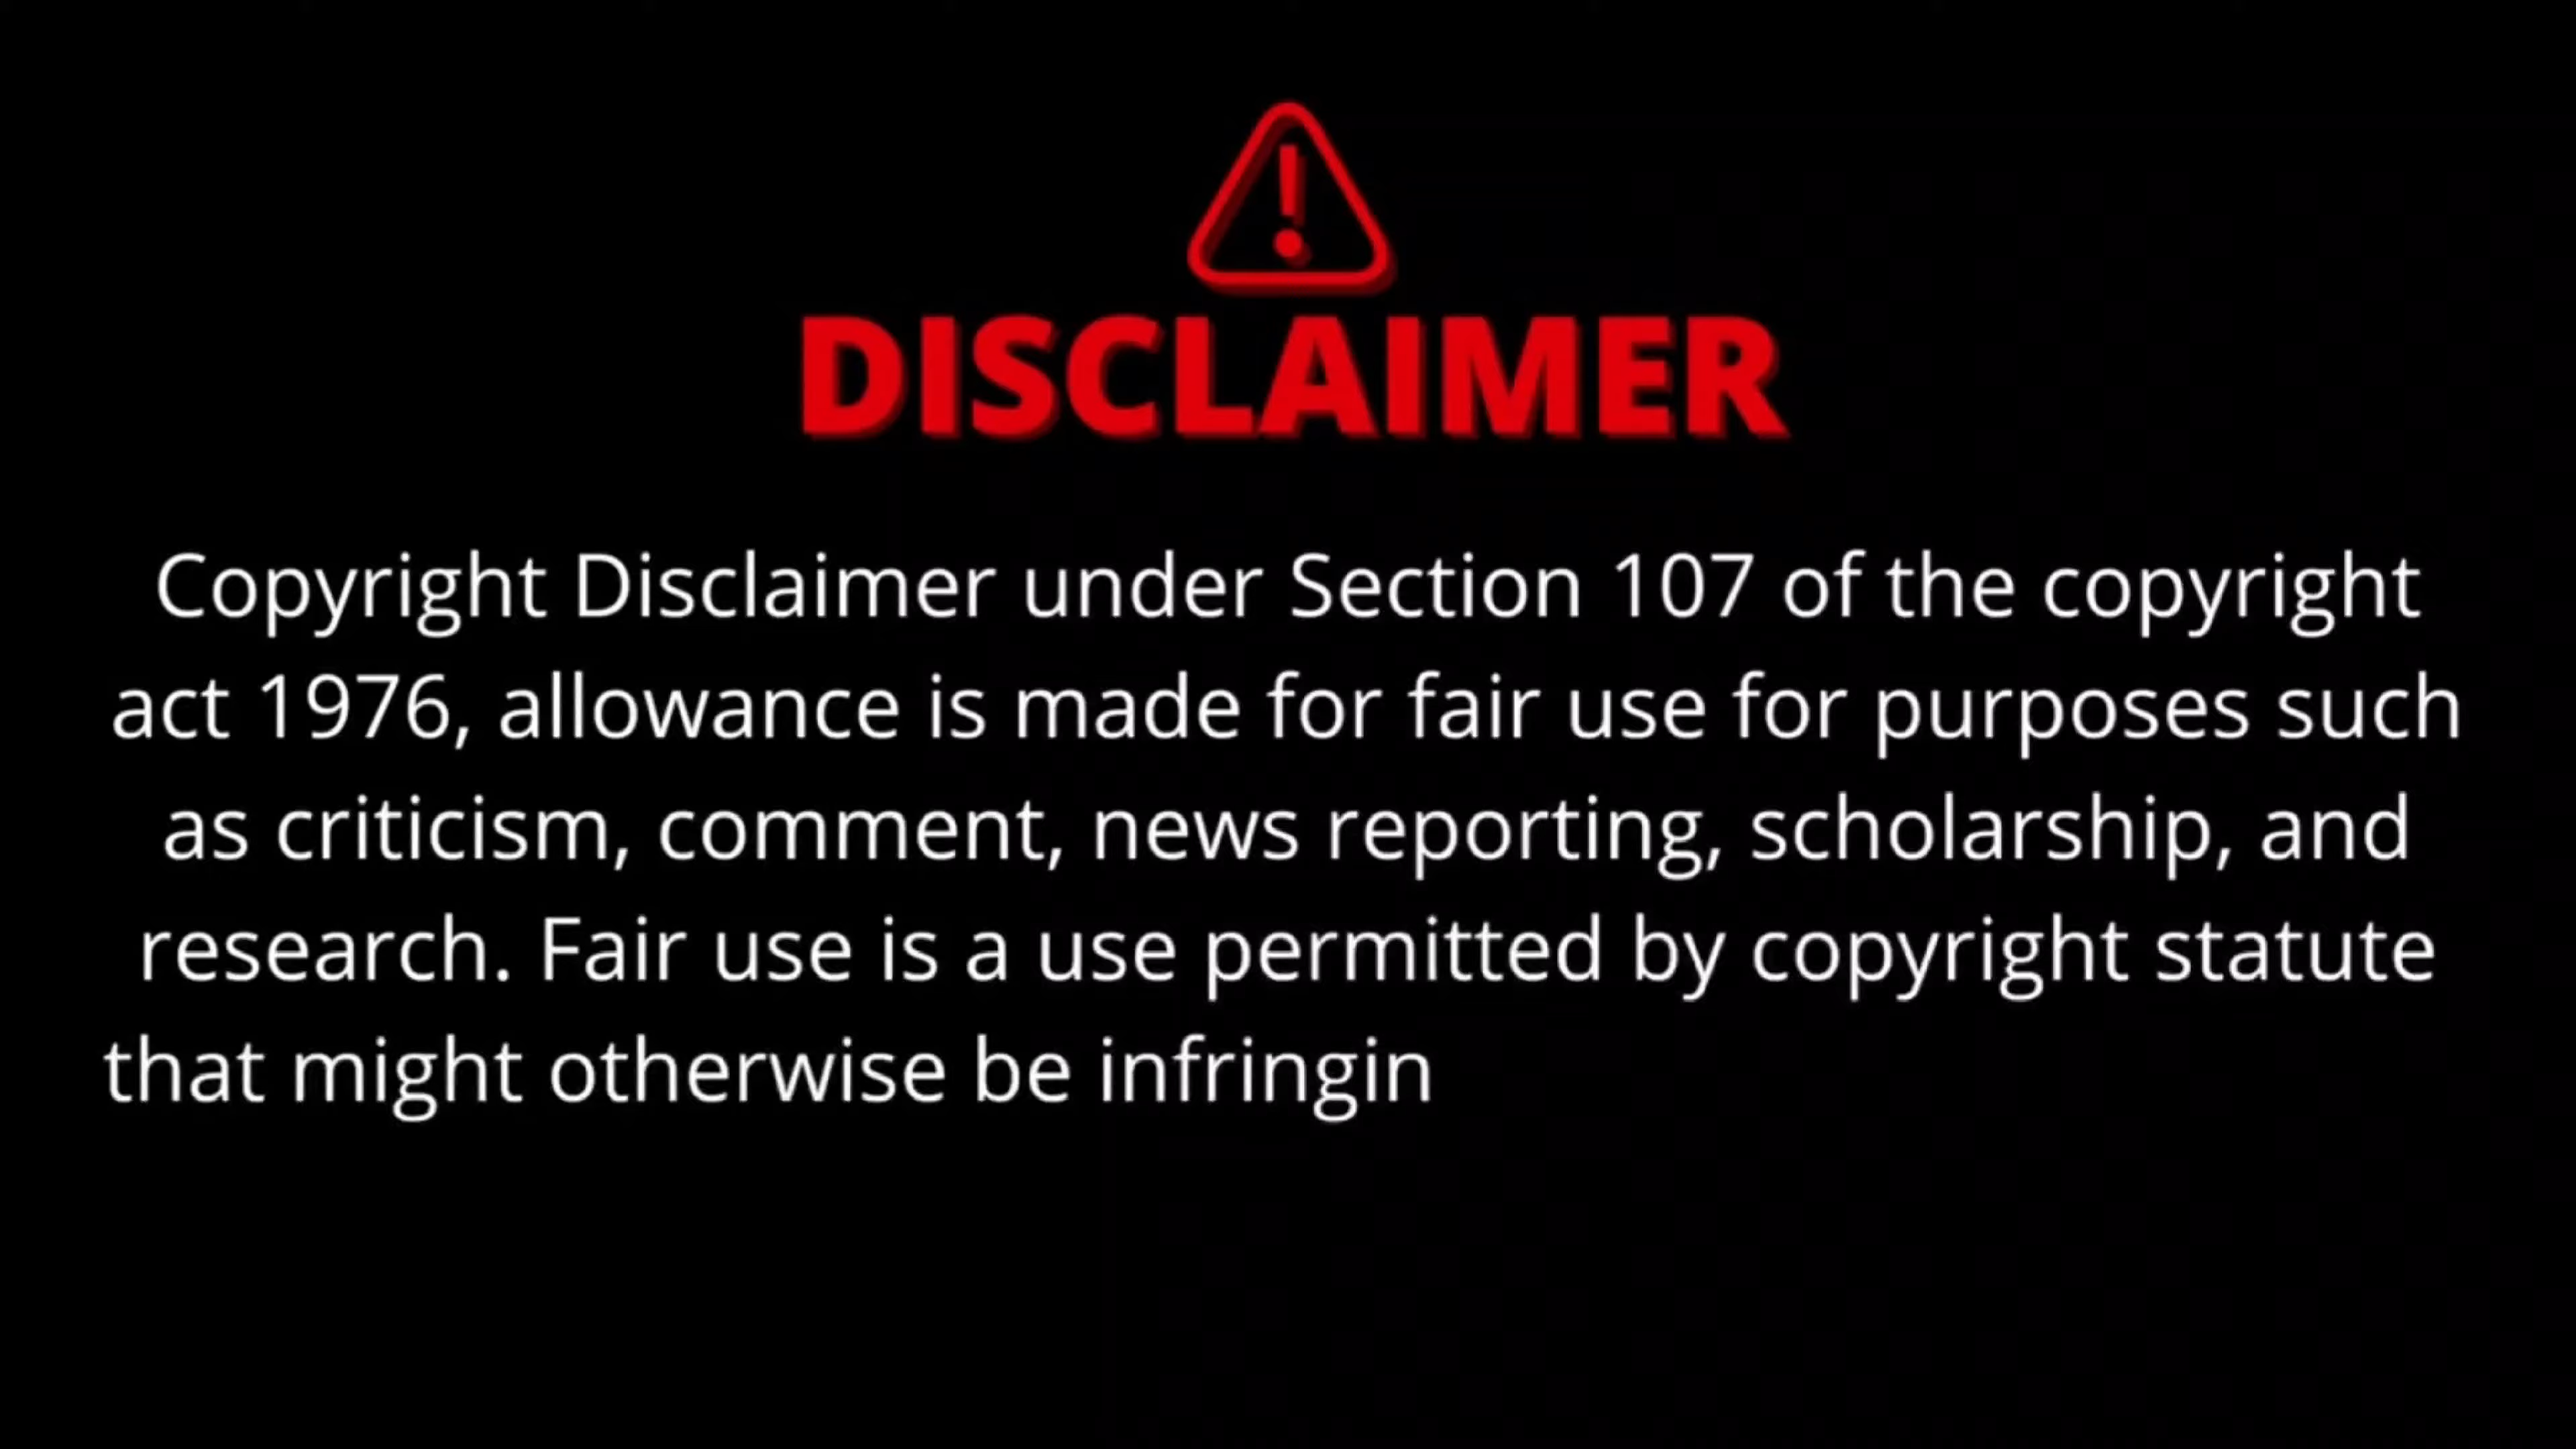 DISCLAIMER
Copyright Disclaimer under Section 107 of the copyright
act 1976, allowance is made for fair use for purposes such
as criticism, comment, news reporting, scholarship, and
research. Fair use is a use permitted by copyright statute
that might otherwise be infringin